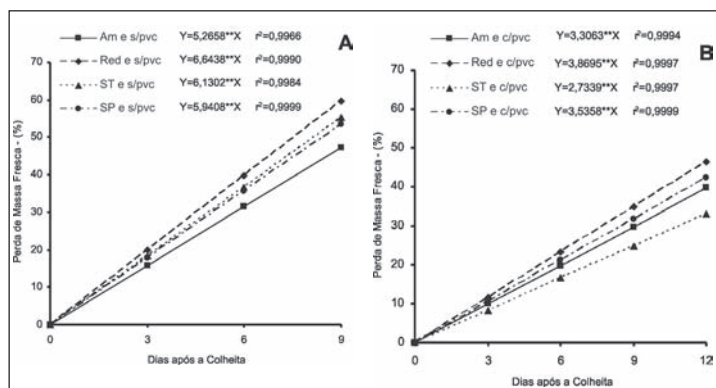 Am e s/pvc Y=5,2658**X r²=0,9966
Red e s/pvc Y=6,6438**X r²=0,9990
ST e s/pvc Y=6,1302**X r²=0,9984
SP e s/pvc Y=5,9408**X r²=0,9999
A
Perda de Massa Fresca - (%)
70
60
50
40
30
20
10
0
0 3 6 9
Dias após a Colheita
Am e c/pvc Y=3,3063**X r²=0,9994
Red e c/pvc Y=3,8695**X r²=0,9997
ST e c/pvc Y=2,7339**X r²=0,9997
SP e c/pvc Y=3,5358**X r²=0,9999
B
Perda de Massa Fresca - (%)
70
60
50
40
30
20
10
0
0 3 6 9 12
Dias após a Colheita